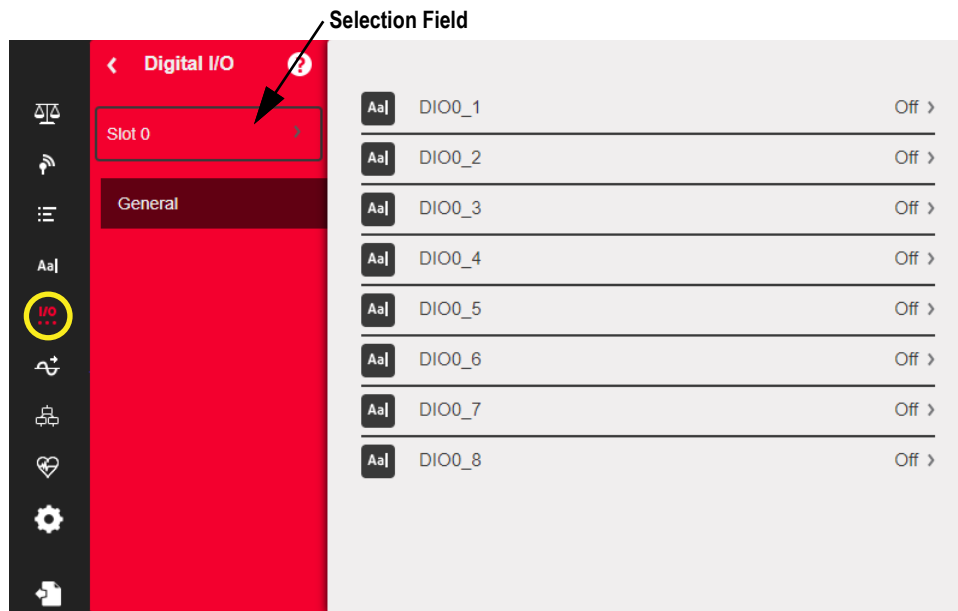 Selection Field
Digital I/O ?
Slot 0
General
Aa
I/O
Aa DIO0_1 Off
Aa DIO0_2 Off
Aa DIO0_3 Off
Aa DIO0_4 Off
Aa DIO0_5 Off
Aa DIO0_6 Off
Aa DIO0_7 Off
Aa DIO0_8 Off